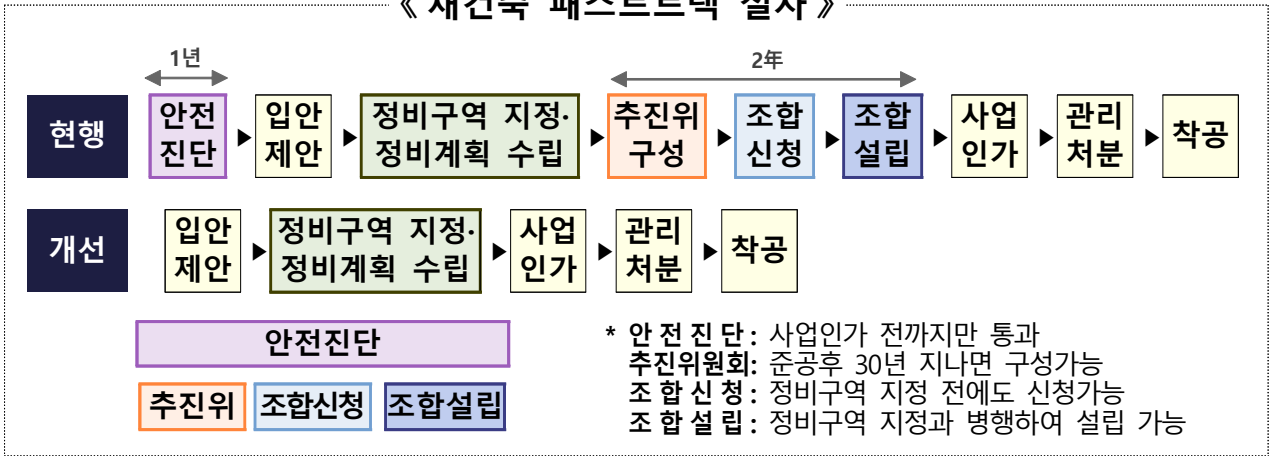 《 재건축 패스트트랙 절차 》
1년
2年
현행
안전
진단
▶
입안
제안
▶
정비구역 지정·
정비계획 수립
▶
추진위
구성
▶
조합
신청
▶
조합
설립
▶
사업
인가
▶
관리
처분
▶
착공
개선
입안
제안
▶
정비구역 지정·
정비계획 수립
▶
사업
인가
▶
관리
처분
▶
착공
안전진단
추진위
조합신청
조합설립
* 안 전 진 단 : 사업인가 전까지만 통과
추진위원회: 준공후 30년 지나면 구성가능
조 합 신 청 : 정비구역 지정 전에도 신청가능
조 합 설 립 : 정비구역 지정과 병행하여 설립 가능